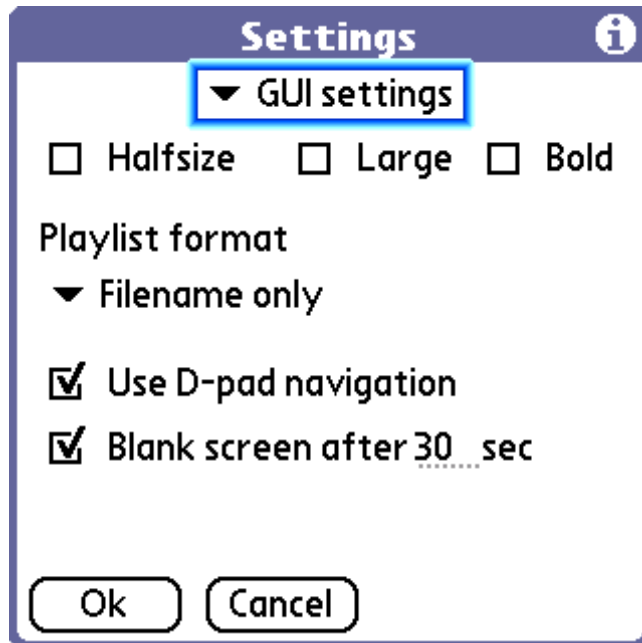 Settings
GUI settings
Halfsize Large Bold
Playlist format
Filename only
Use D-pad navigation
Blank screen after 30 sec
Ok Cancel